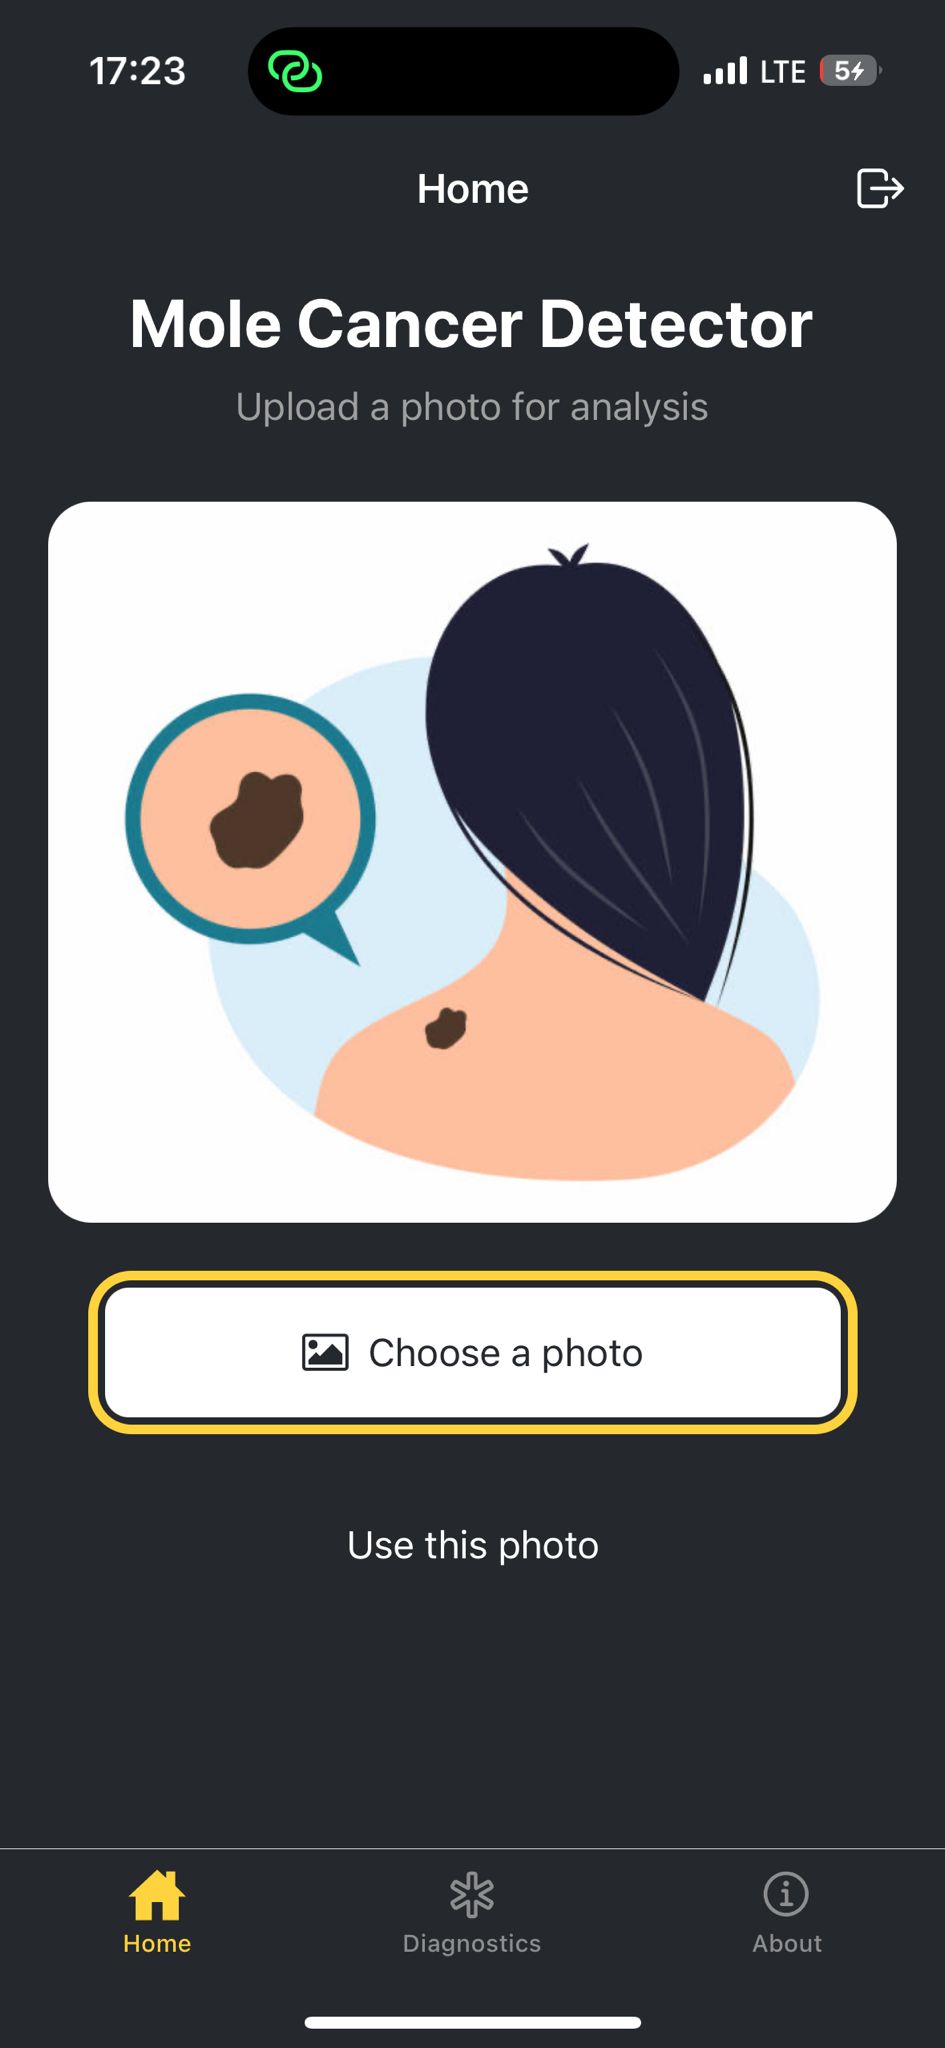 17:23 LTE 5
Home
Mole Cancer Detector
Upload a photo for analysis
Choose a photo
Use this photo
Home Diagnostics About